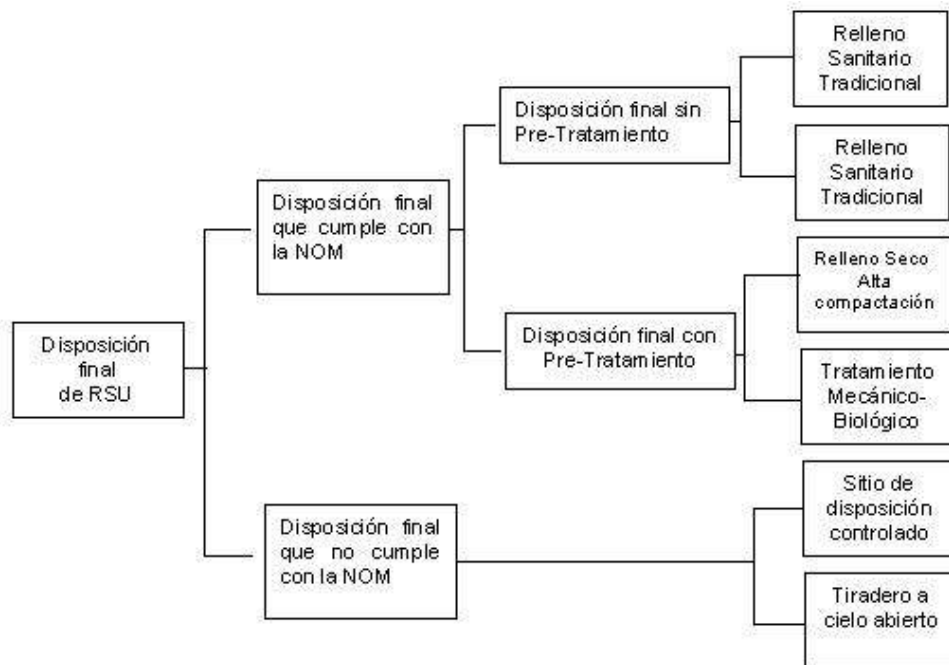 Disposición
final
de RSU
Disposición final
que cumple con
la NOM
Disposición final sin
Pre-Tratamiento
Relleno
Sanitario
Tradicional
Relleno
Sanitario
Tradicional
Disposición final con
Pre-Tratamiento
Relleno Seco
Alta
compactación
Tratamiento
Mecánico-
Biológico
Disposición final
que no cumple
con la NOM
Sitio de
disposición
controlado
Tiradero a
cielo abierto